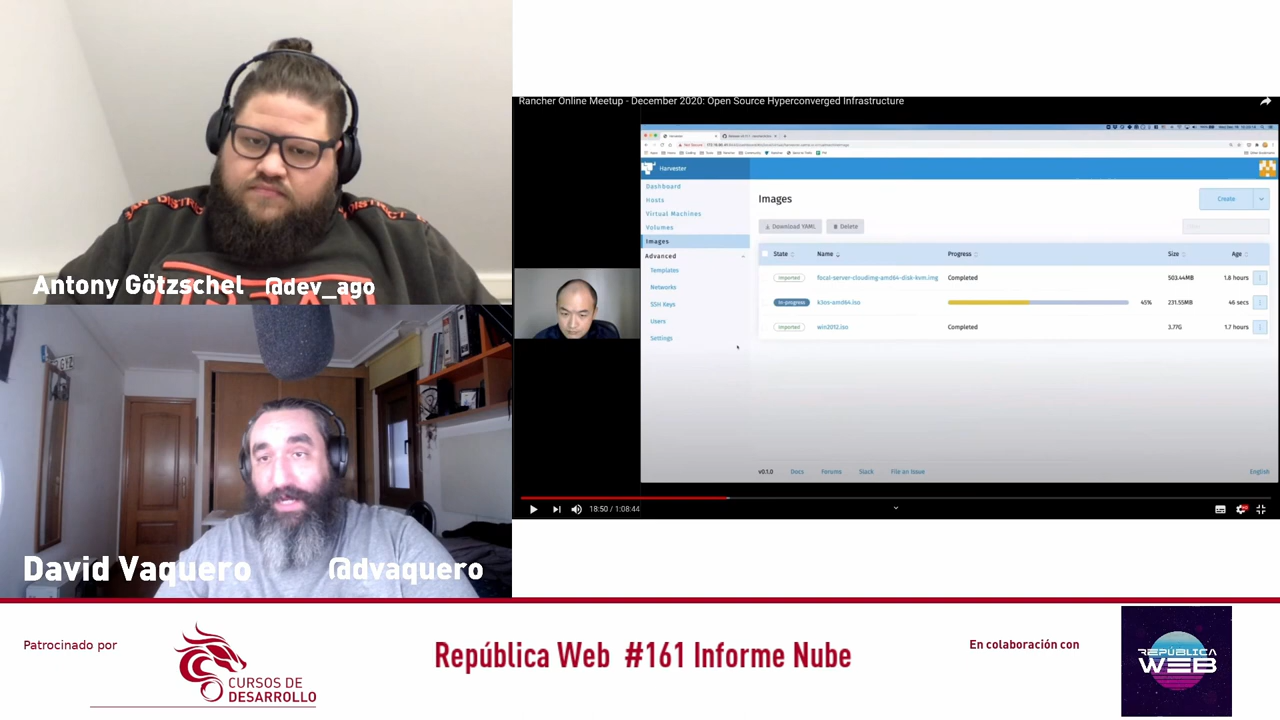 Antony Götzschel @dev_ago
David Vaquero @dvaquero
Rancher Online Meetup - December 2020: Open Source Hyperconverged Infrastructure
Harvester
Dashboard
Hosts
Virtual Machines
Volumes
Images
Advanced
Templates
Networks
SSH Keys
Users
Settings
Images
Create
Download YAML
Delete
State Name Progress Size Age
Imported focal-server-cloudimg-amd64-disk-kvm.img Completed 503.44MB 1.8 hours
In-progress k3os-amd64.iso 45% 231.55MB 46 secs
Imported win2012.iso Completed 3.77G 1.7 hours
v0.1.0 Docs Forums Slack File an Issue English
18:50 / 1:08:44
Patrocinado por
CURSOS DE
DESARROLLO
República Web #161 Informe Nube
En colaboración con
REPÚBLICA
WEB